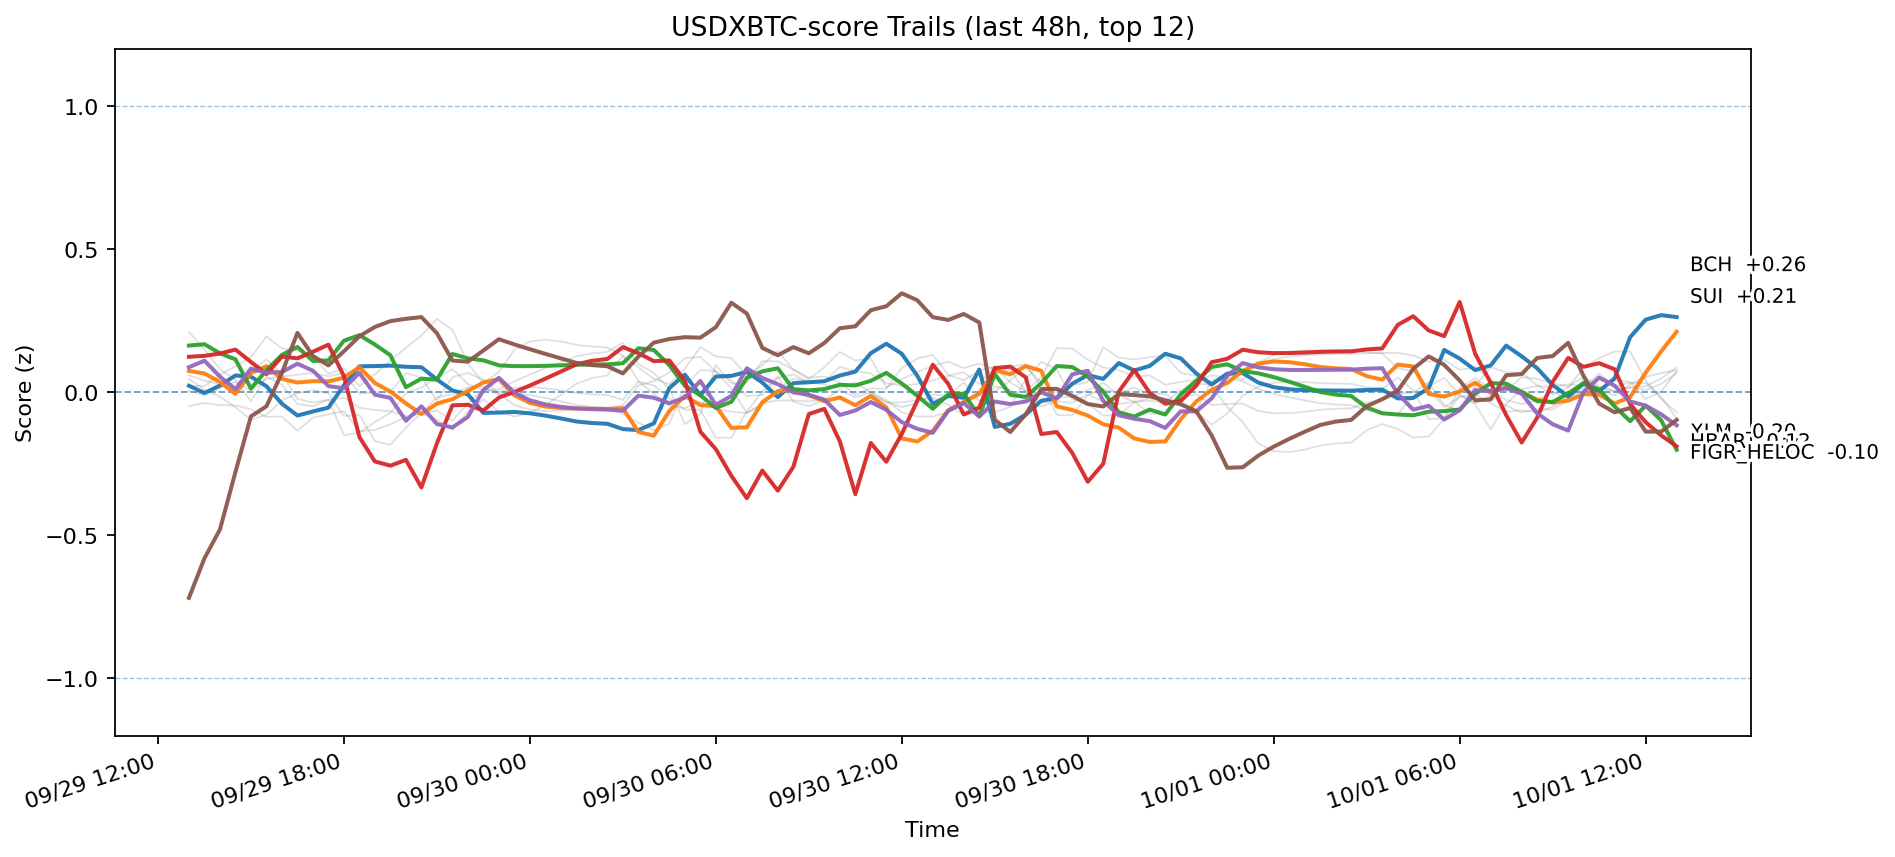 USDXBTC-score Trails (last 48h, top 12)
Score (z)
1.0
0.5
0.0
−0.5
−1.0
BCH +0.26
SUI +0.21
XLM -0.20
FIGR_HELOC -0.10
09/29 12:00
09/29 18:00
09/30 00:00
09/30 06:00
09/30 12:00
09/30 18:00
10/01 00:00
10/01 06:00
10/01 12:00
Time